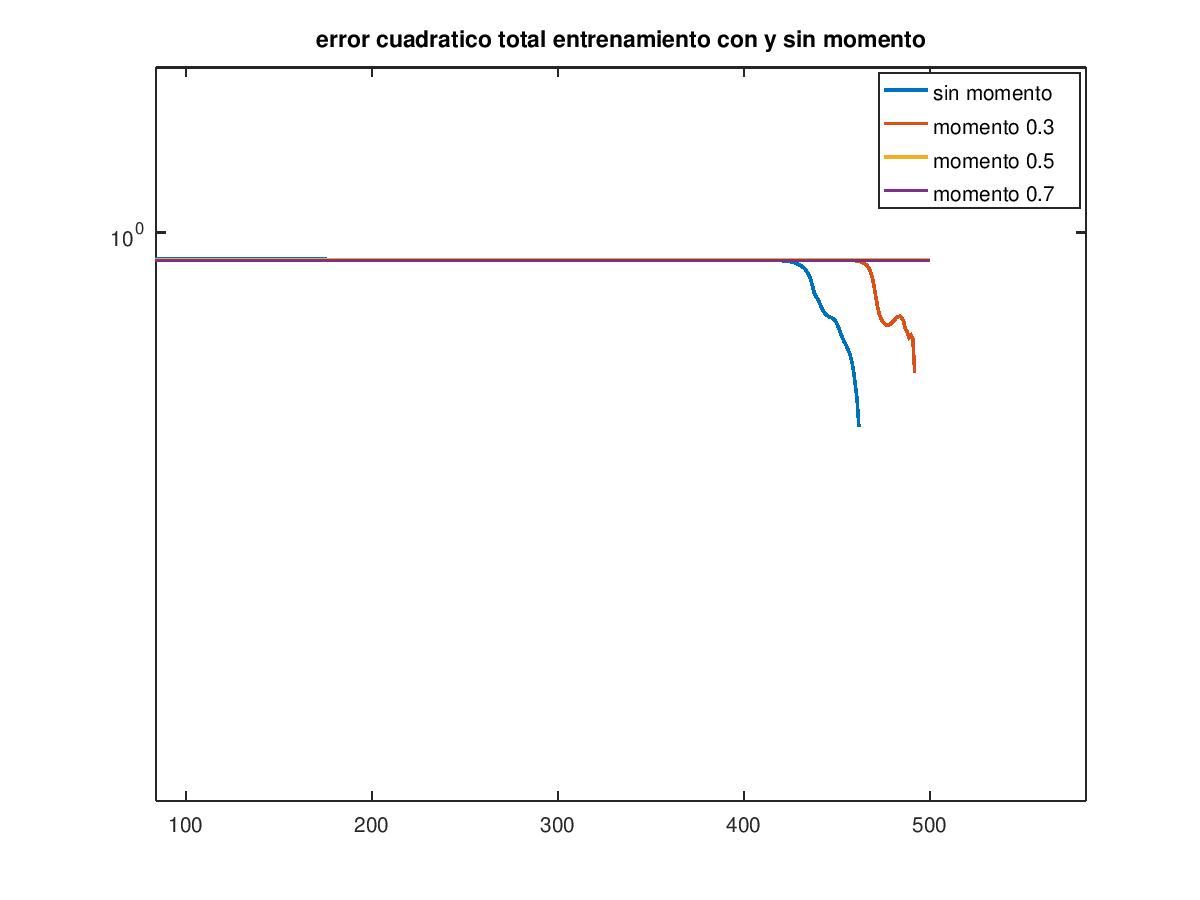 error cuadratico total entrenamiento con y sin momento
sin momento
momento 0.3
momento 0.5
momento 0.7
10^0
100 200 300 400 500